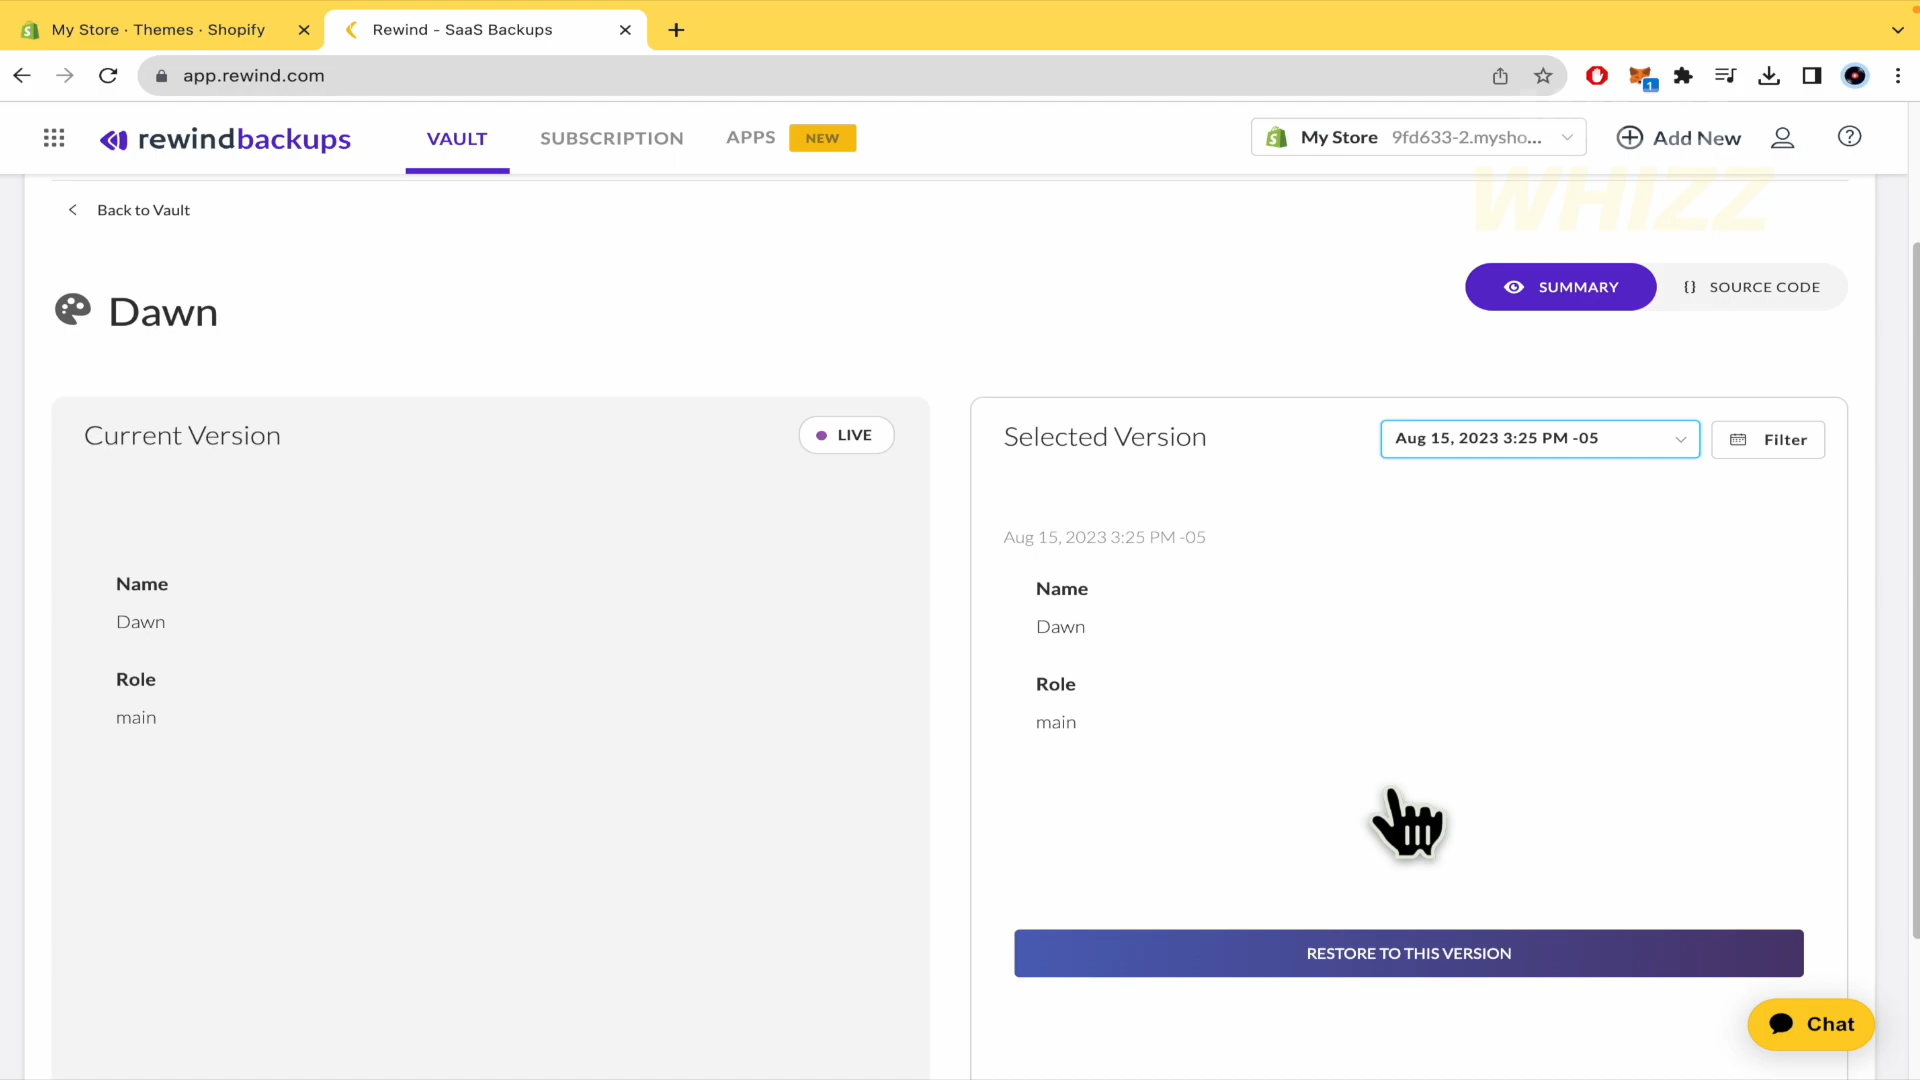 My Store · Themes · Shopify
Rewind - SaaS Backups
app.rewind.com
1
rewindbackups
VAULT
SUBSCRIPTION
APPS
NEW
My Store 9fd633-2.mysho...
Add New
WHIZZ
Back to Vault
Dawn
SUMMARY
{} SOURCE CODE
Current Version
LIVE
Name
Dawn
Role
main
Selected Version
Aug 15, 2023 3:25 PM -05
Filter
Aug 15, 2023 3:25 PM -05
Name
Dawn
Role
main
RESTORE TO THIS VERSION
Chat